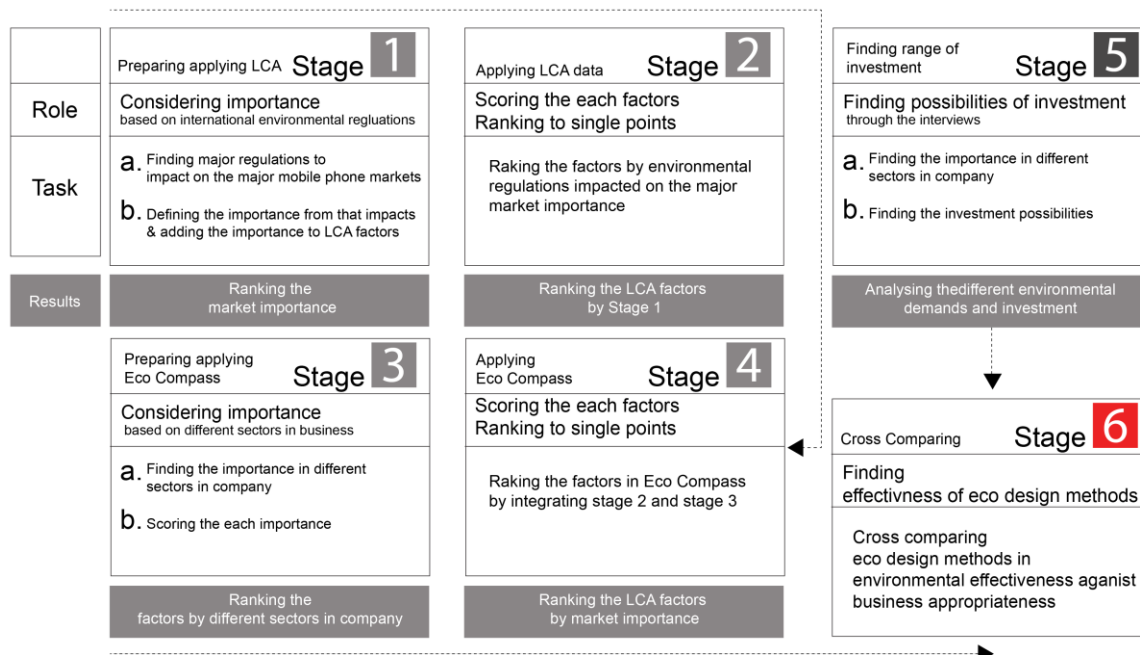 Role
Task
Results
Preparing applying LCA Stage 1
Considering importance
based on international environmental regluations
a. Finding major regulations to
impact on the major mobile phone markets
b. Defining the importance from that impacts
& adding the importance to LCA factors
Ranking the
market importance
Applying LCA data Stage 2
Scoring the each factors
Ranking to single points
Raking the factors by environmental
regulations impacted on the major
market importance
Ranking the LCA factors
by Stage 1
Preparing applying
Eco Compass Stage 3
Considering importance
based on different sectors in business
a. Finding the importance in different
sectors in company
b. Scoring the each importance
Ranking the
factors by different sectors in company
Applying
Eco Compass Stage 4
Scoring the each factors
Ranking to single points
Raking the factors in Eco Compass
by integrating stage 2 and stage 3
Ranking the LCA factors
by market importance
Finding range of
investment Stage 5
Finding possibilities of investment
through the interviews
a. Finding the importance in different
sectors in company
b. Finding the investment possibilities
Analysing thedifferent environmental
demands and investment
Cross Comparing Stage 6
Finding
effectivness of eco design methods
Cross comparing
eco design methods in
environmental effectiveness aganist
business appropriateness